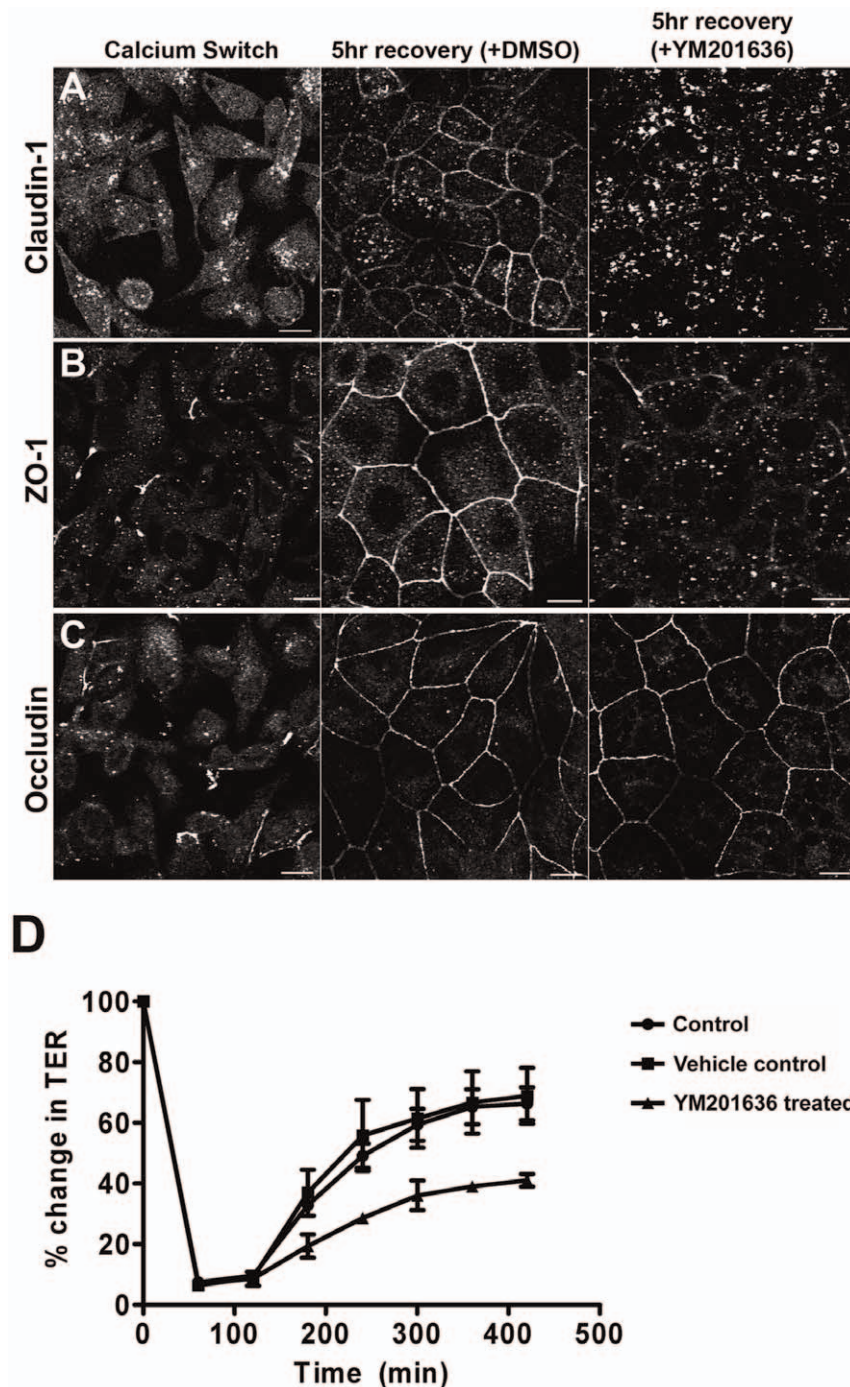 Calcium Switch
5hr recovery (+DMSO)
5hr recovery
(+YM201636)
A
Claudin-1
B
ZO-1
C
Occludin
D
100
80
60
40
20
0
% change in TER
0
100
200
300
400
500
Time (min)
Control
Vehicle control
YM201636 treated